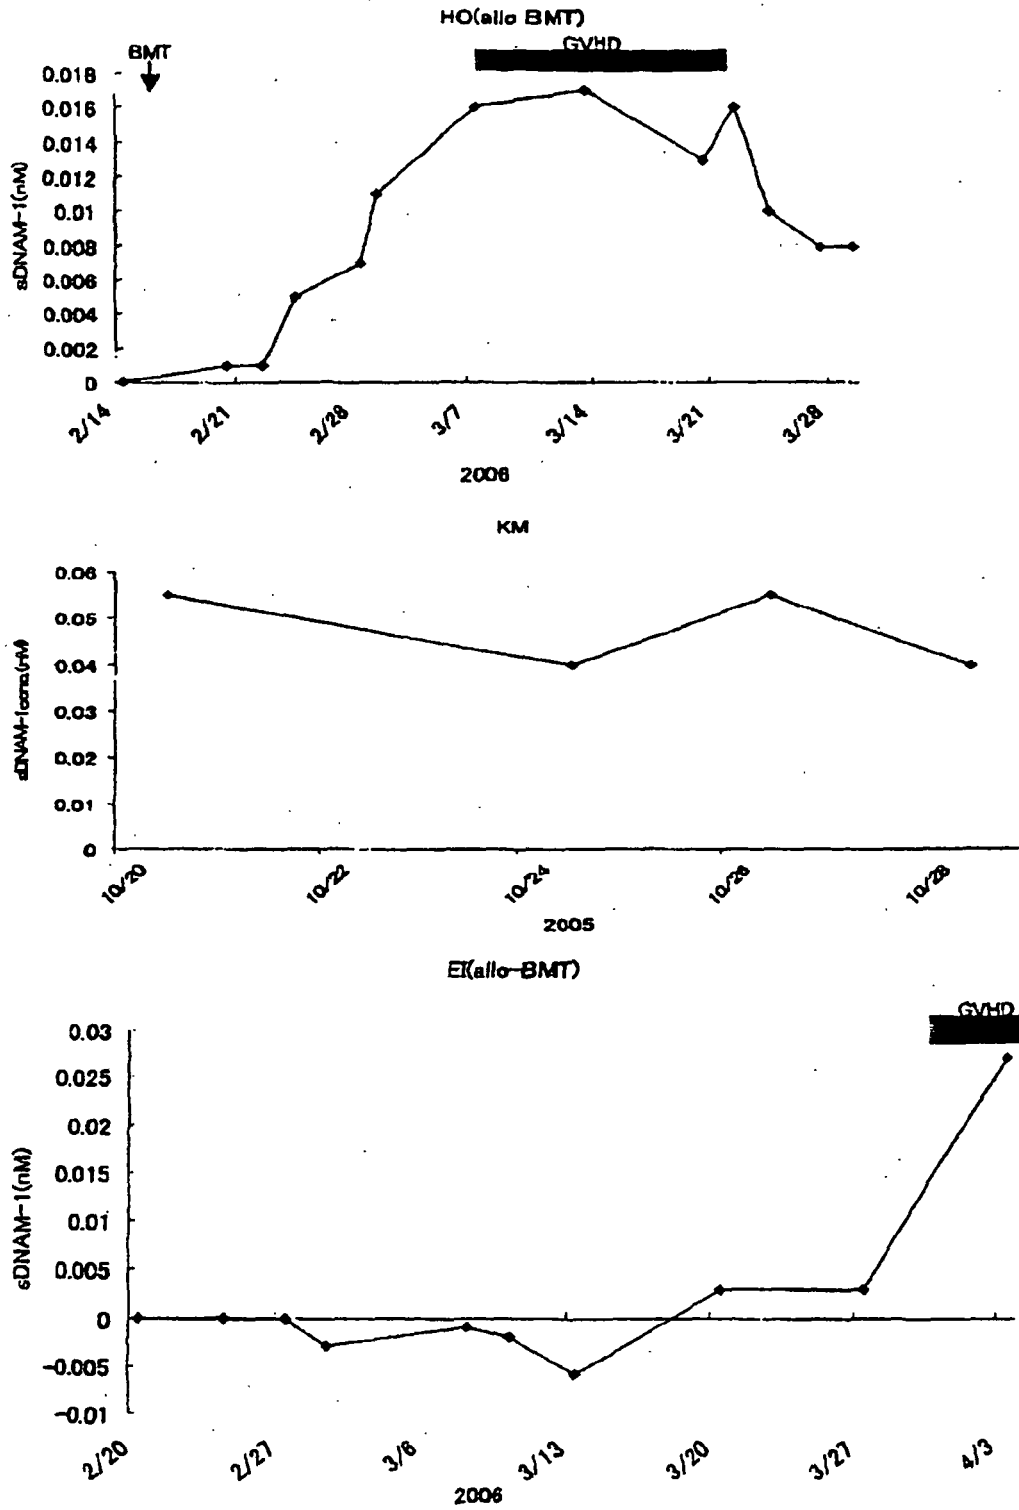 HO(allo BMT)
BMT
GVHD
sDNAM-1(nM)
0.018
0.016
0.014
0.012
0.01
0.008
0.006
0.004
0.002
0
2/14 2/21 2/28 3/7 3/14 3/21 3/28
2006
KM
sDNAM-1conc(nM)
0.06
0.05
0.04
0.03
0.02
0.01
0
10/20 10/22 10/24 10/26 10/28
2005
EI(allo-BMT)
GVHD
sDNAM-1(nM)
0.03
0.025
0.02
0.015
0.01
0.005
0
-0.005
-0.01
2/20 2/27 3/6 3/13 3/20 3/27 4/3
2006